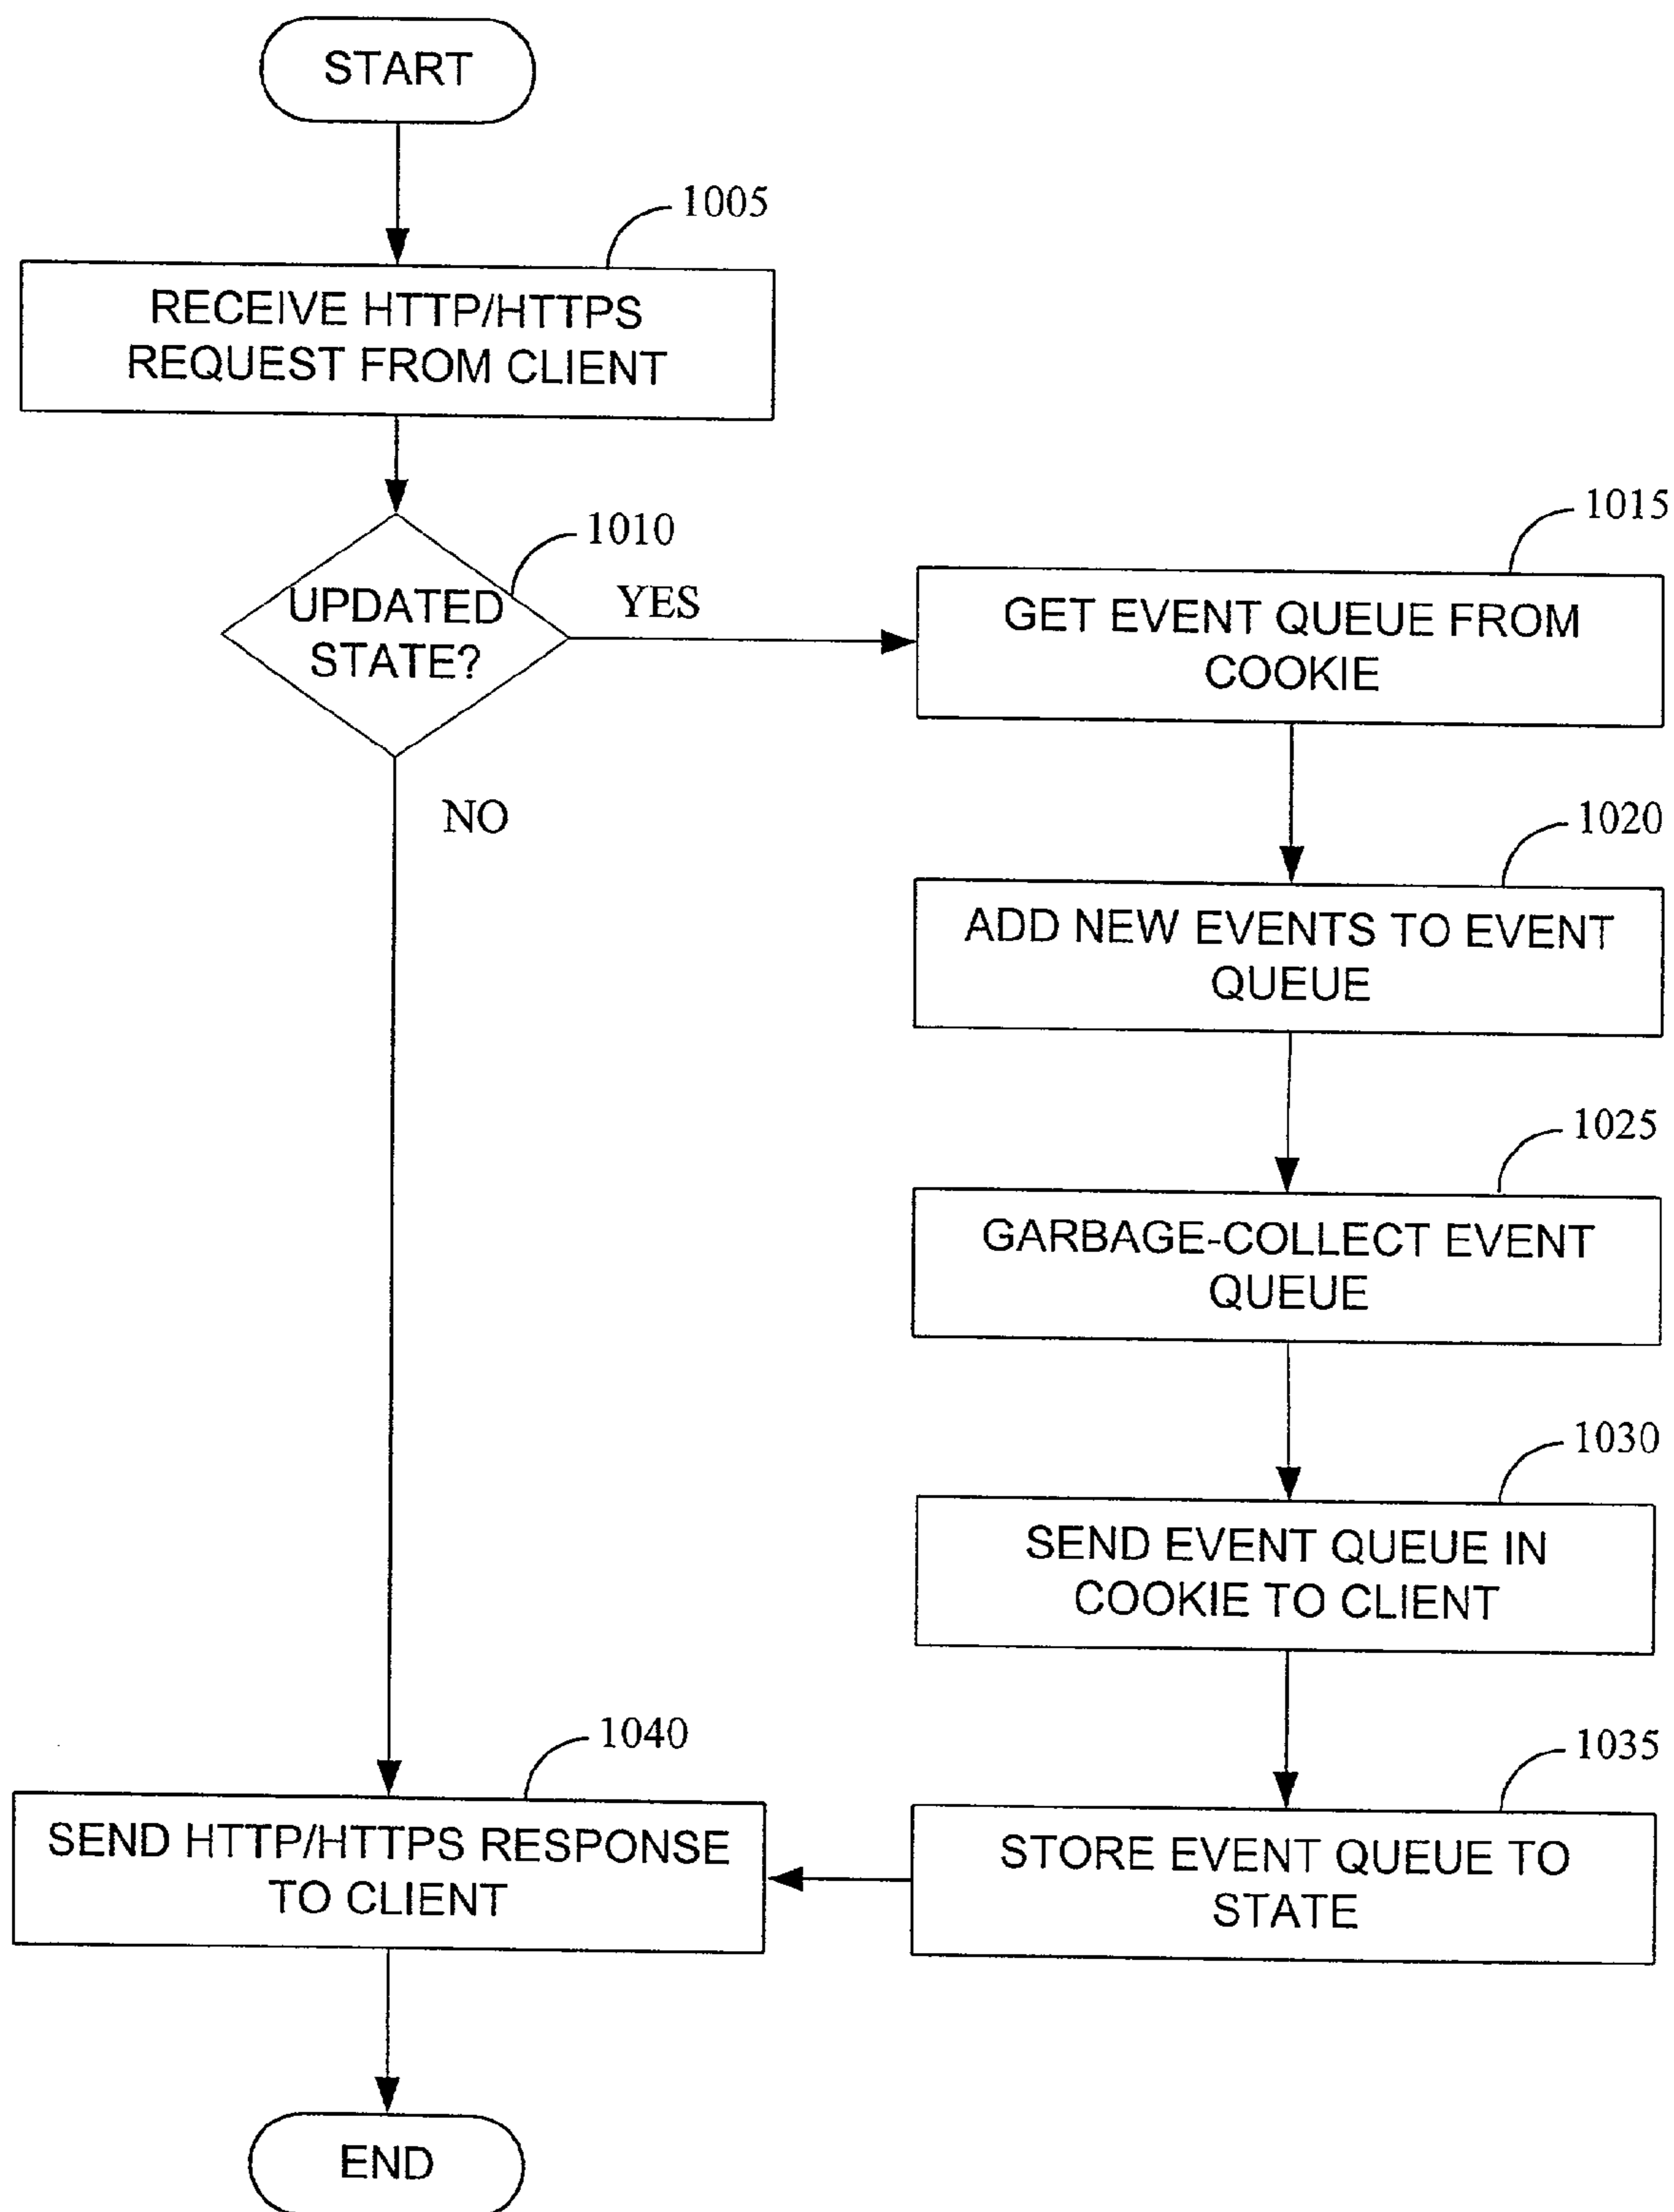 START
1005
RECEIVE HTTP/HTTPS
REQUEST FROM CLIENT
1010
UPDATED
STATE?
YES
NO
1015
GET EVENT QUEUE FROM
COOKIE
1020
ADD NEW EVENTS TO EVENT
QUEUE
1025
GARBAGE-COLLECT EVENT
QUEUE
1030
SEND EVENT QUEUE IN
COOKIE TO CLIENT
1035
STORE EVENT QUEUE TO
STATE
1040
SEND HTTP/HTTPS RESPONSE
TO CLIENT
END